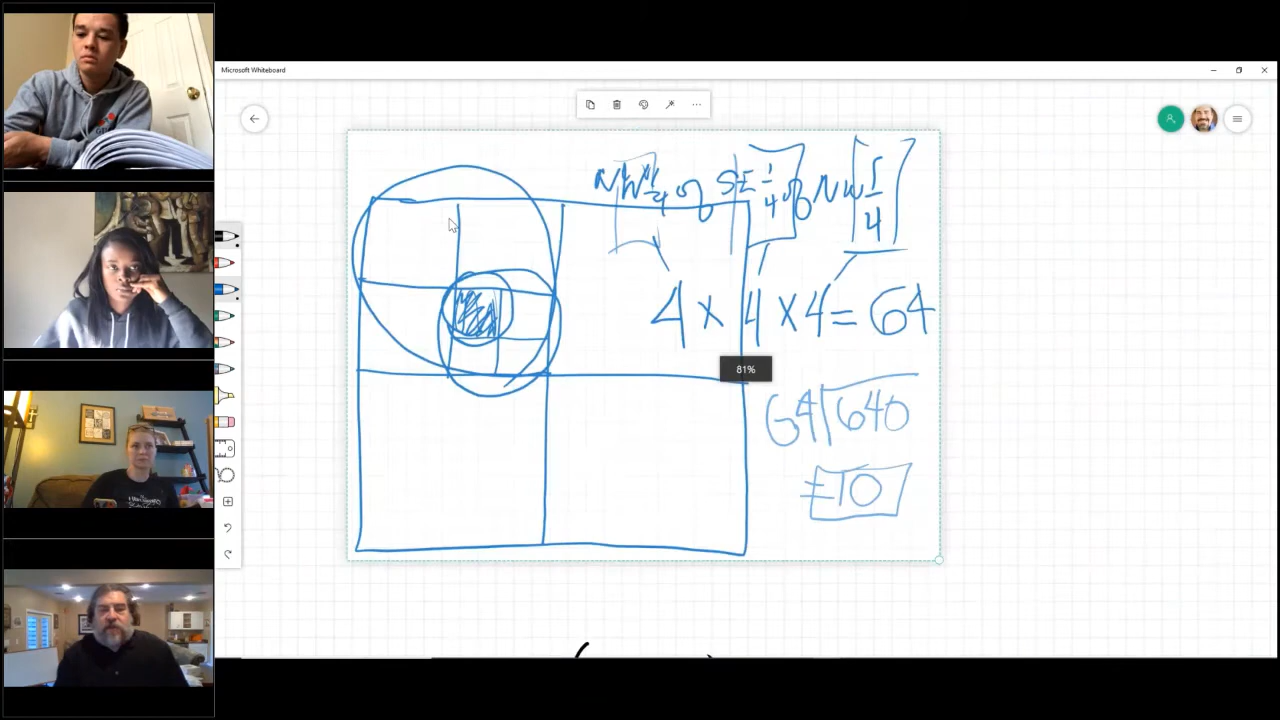 Microsoft Whiteboard
NW 1/4 of SE 1/4 of NW 1/4
4 x 4 x 4 = 64
81%
64 640
= 10